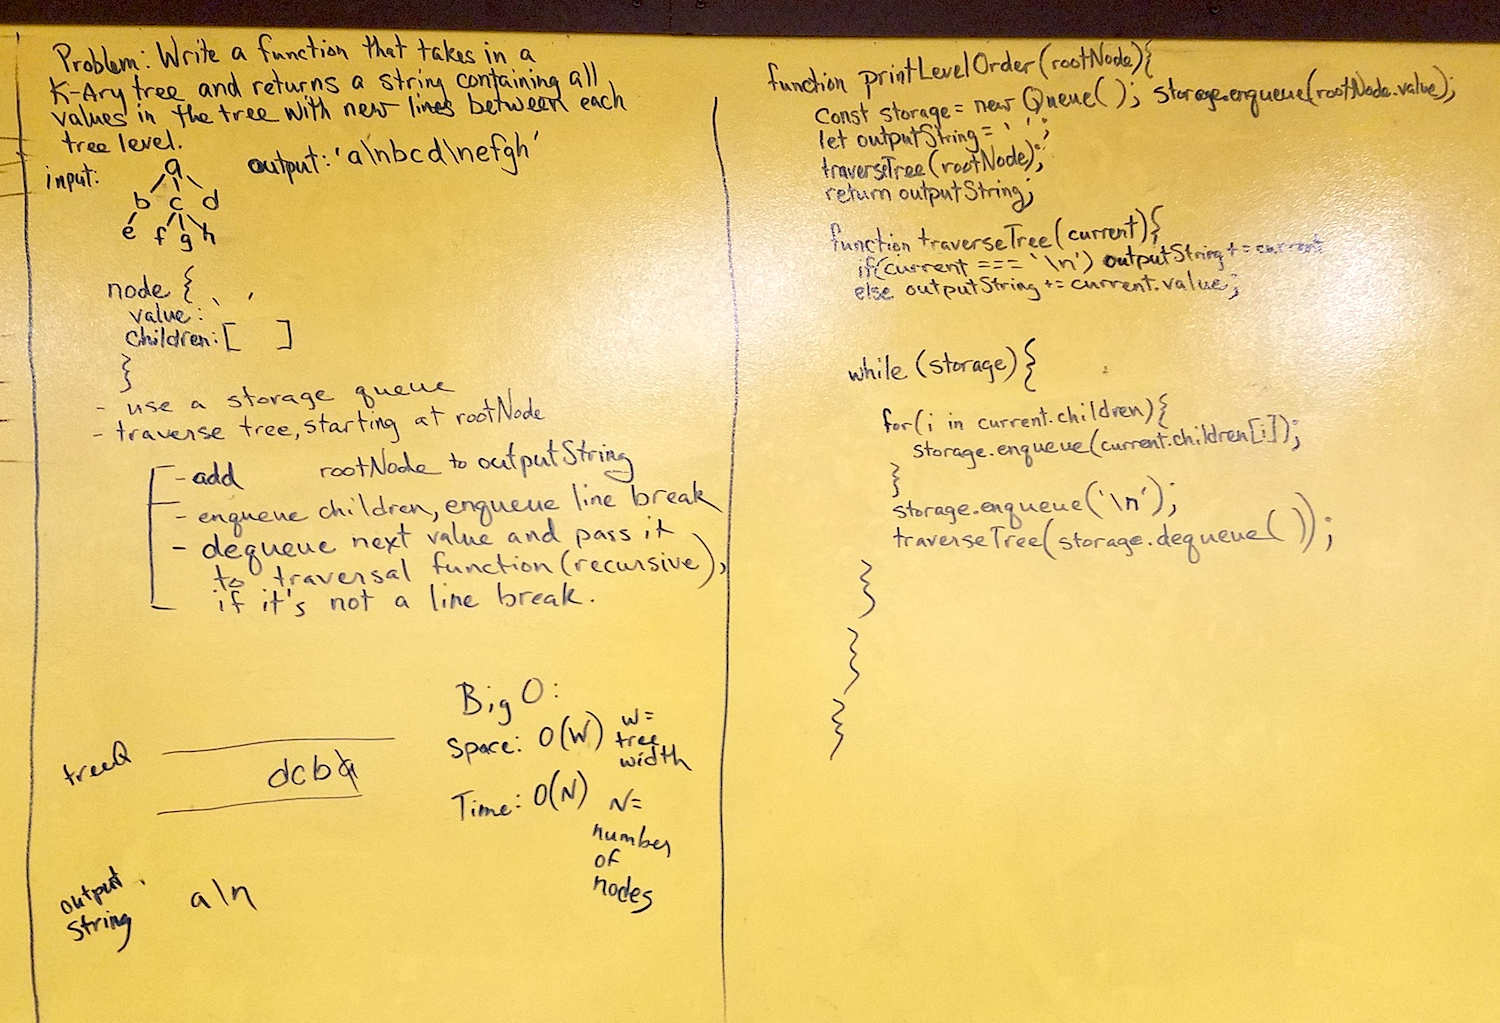 Problem: Write a function that takes in a
K-Ary tree and returns a string containing all
values in the tree with new lines between each
tree level.
input:
output: 'a\nbcd\nefgh'
a
b c d
e f g h
node {
value: ' '
children: [ ]
}
- use a storage queue
- traverse tree, starting at rootNode
- add rootNode to outputString
- enqueue children, enqueue line break
- dequeue next value and pass it
to traversal function (recursive),
if it's not a line break.
Big O:
Space: O(W) w=
tree
width
Time: O(N) N=
number
of
nodes
treeQ
dcba
output
string
a\n
function printLevelOrder(rootNode){
const storage = new Queue( ); storage.enqueue(rootNode.value);
let outputString = ' ';
traverseTree(rootNode);
return outputString;
function traverseTree(current){
if(current === '\n') outputString += current
else outputString += current.value;
while (storage){
for(i in current.children){
storage.enqueue(current.children[i]);
}
storage.enqueue('\n');
traverseTree(storage.dequeue( ));
}
}
}